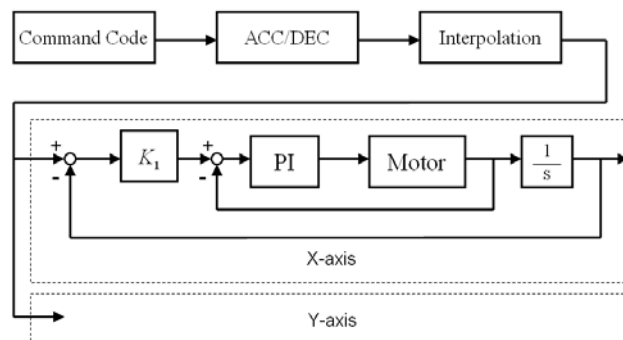 Command Code
ACC/DEC
Interpolation
+
-
K₁
+
-
PI
Motor
1
s
X-axis
Y-axis